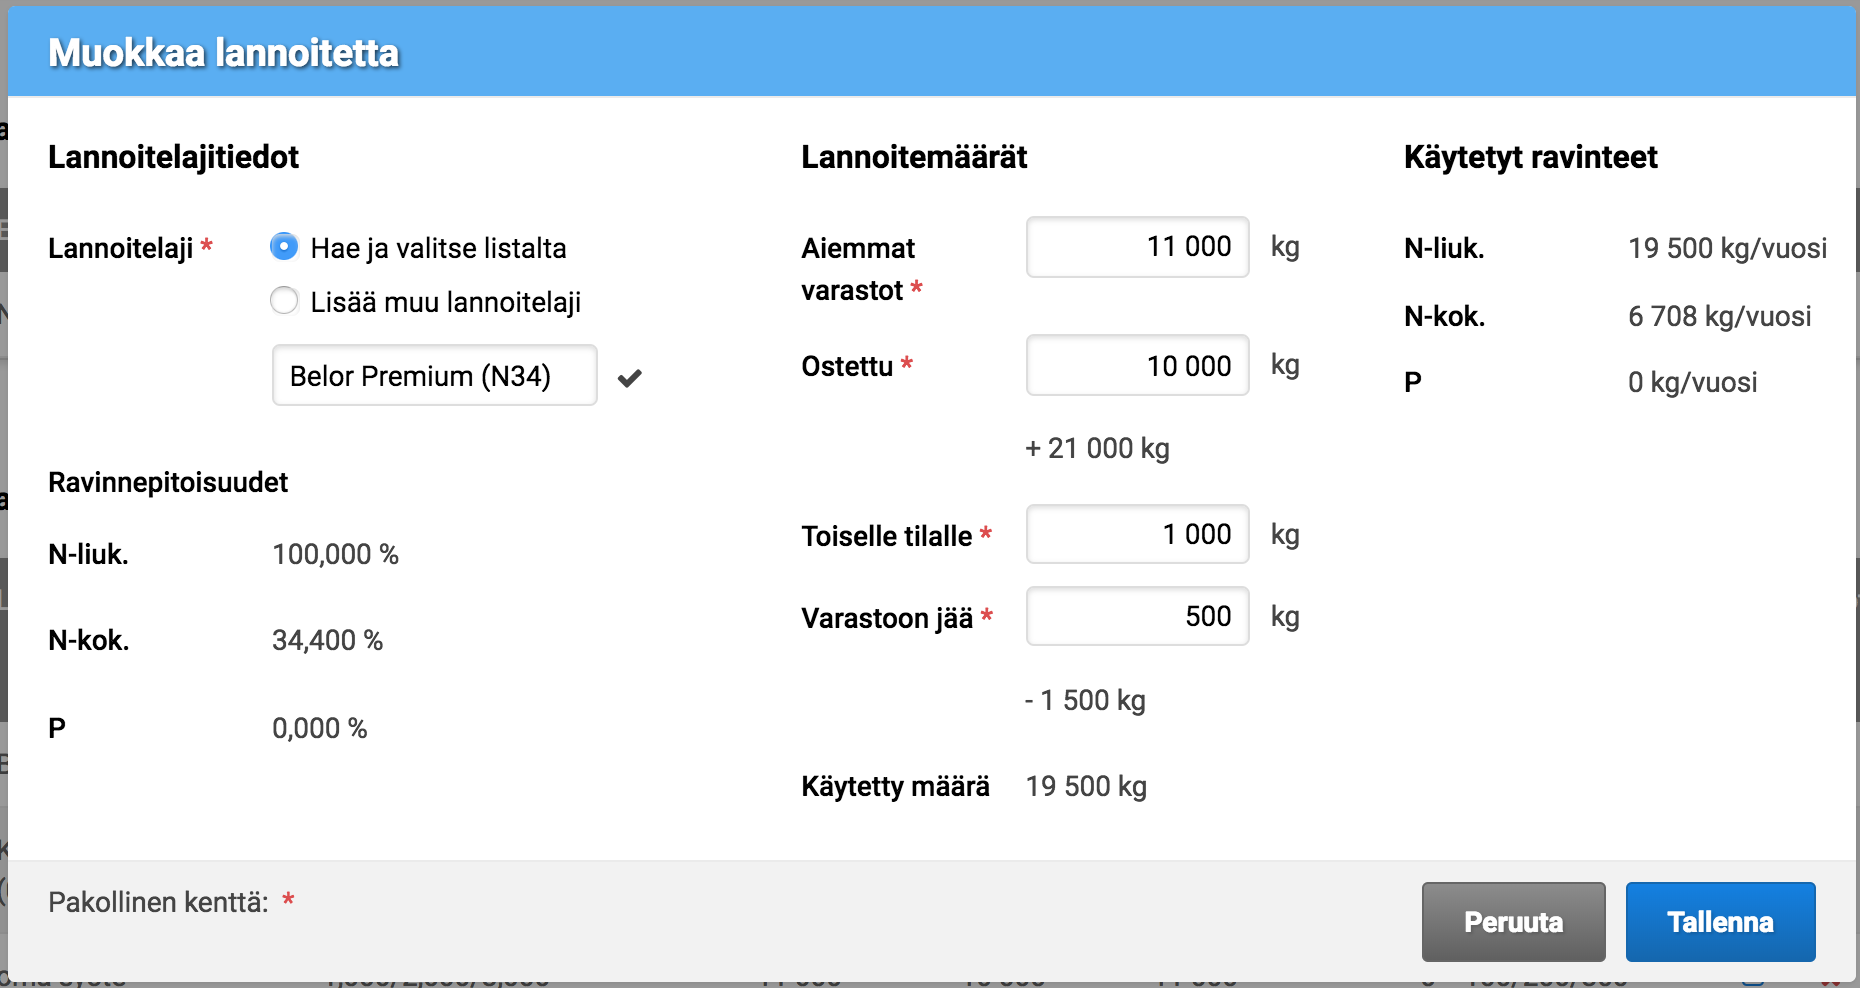 Muokkaa lannoitetta
Lannoitelajitiedot
Lannoitelaji *
Hae ja valitse listalta
Lisää muu lannoitelaji
Belor Premium (N34)
Ravinnepitoisuudet
N-liuk. 100,000 %
N-kok. 34,400 %
P 0,000 %
Lannoitemäärät
Aiemmat
varastot *
11 000 kg
Ostettu * 10 000 kg
+ 21 000 kg
Toiselle tilalle * 1 000 kg
Varastoon jää * 500 kg
- 1 500 kg
Käytetty määrä 19 500 kg
Käytetyt ravinteet
N-liuk. 19 500 kg/vuosi
N-kok. 6 708 kg/vuosi
P 0 kg/vuosi
Pakollinen kenttä: *
Peruuta
Tallenna